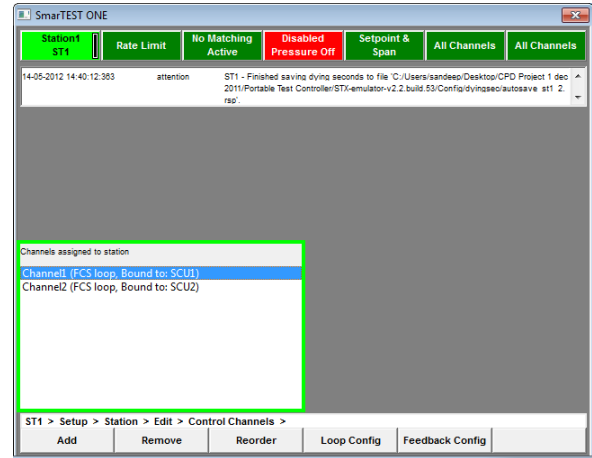 SmarTEST ONE
Station1 ST1
Rate Limit
No Matching Active
Disabled Pressure Off
Setpoint & Span
All Channels
All Channels
14-05-2012 14:40:12:363 attention ST1 - Finished saving dying seconds to file 'C:/Users/sandeep/Desktop/CPD Project 1 dec
2011/Portable Test Controller/STX-emulator-v2.2.build.53/Config/dyingsec/autosave st1 2.
rsp'.
Channels assigned to station
Channel1 (FCS loop, Bound to: SCU1)
Channel2 (FCS loop, Bound to: SCU2)
ST1 > Setup > Station > Edit > Control Channels >
Add Remove Reorder Loop Config Feedback Config